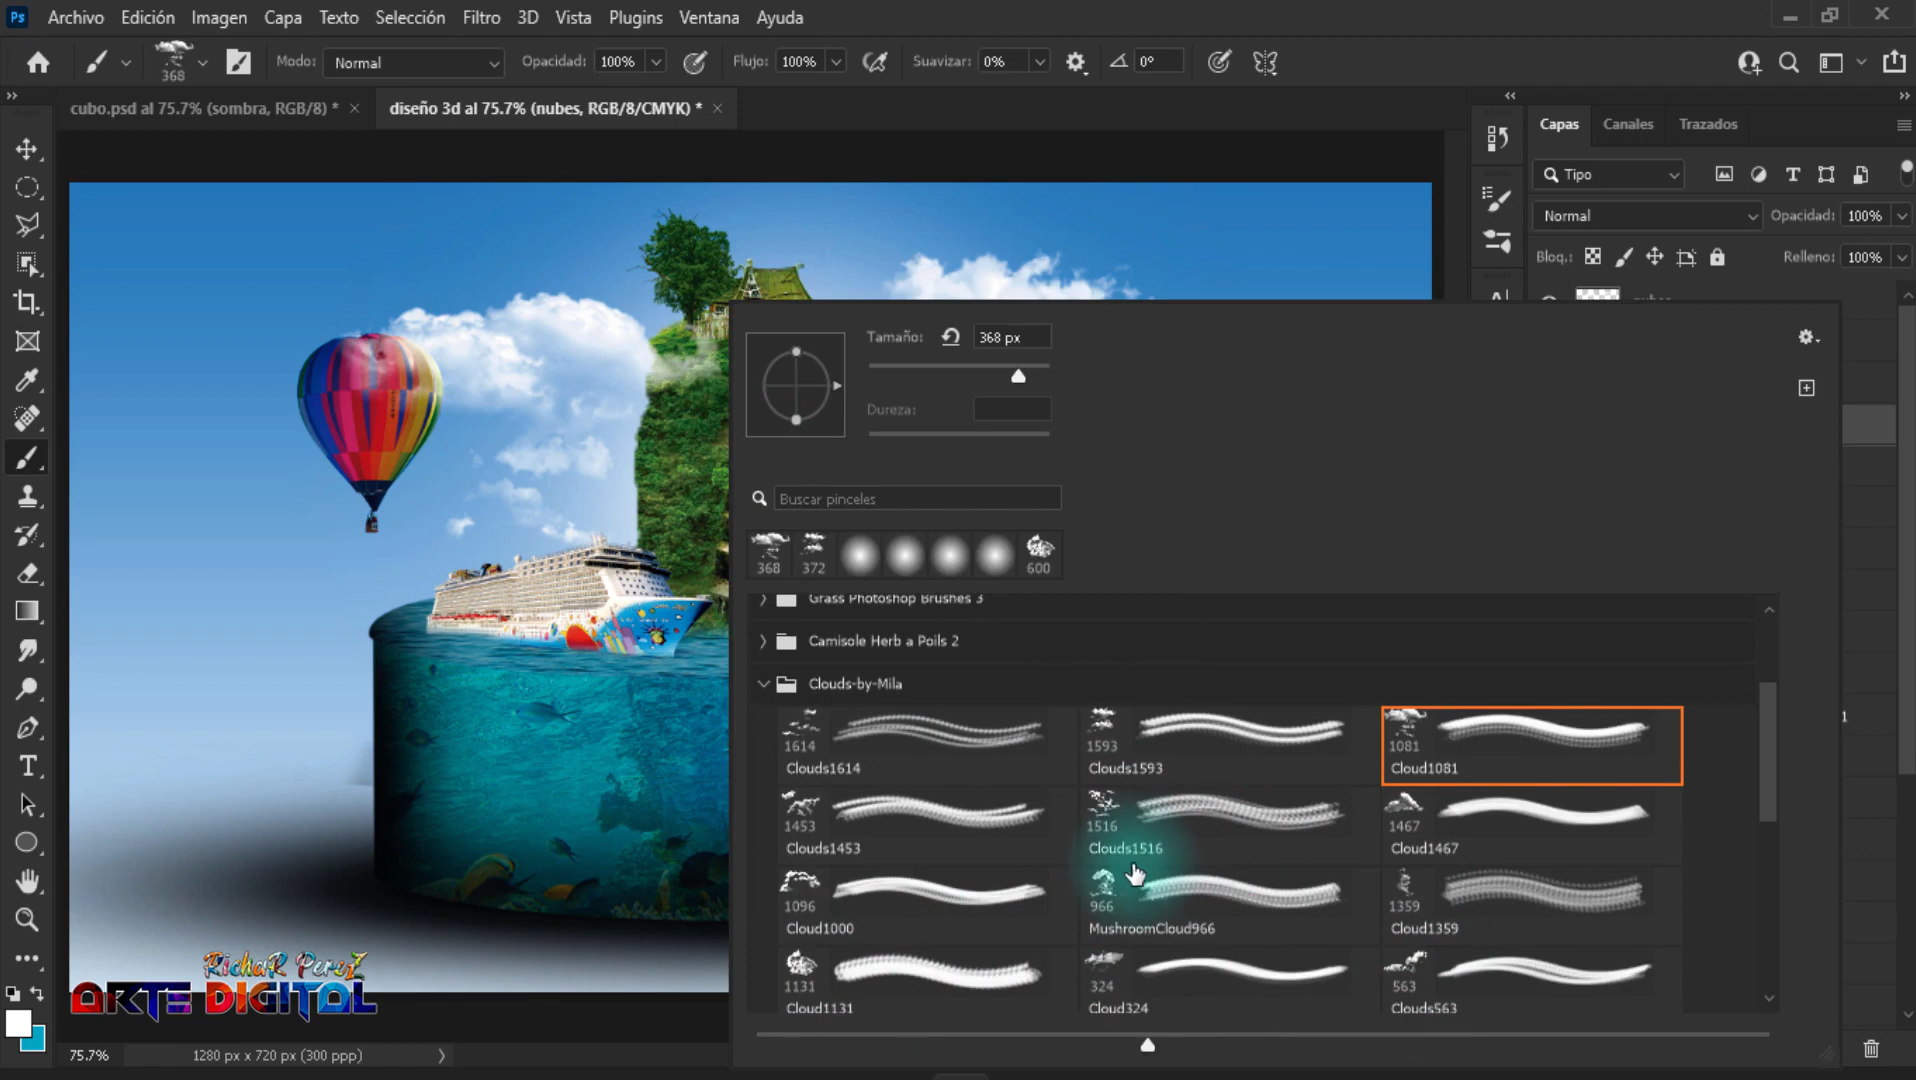 Ps Archivo Edición Imagen Capa Texto Selección Filtro 3D Vista Plugins Ventana Ayuda
368 Modo: Normal Opacidad: 100% Flujo: 100% Suavizar: 0% 0°
cubo.psd al 75.7% (sombra, RGB/8) * diseño 3d al 75.7% (nubes, RGB/8/CMYK) *
Capas Canales Trazados
Tipo
Normal Opacidad: 100%
Bloq.: Relleno: 100%
Tamaño: 368 px
Dureza:
Buscar pinceles
368 372 600
Grass Photoshop Brushes 3
Camisole Herb a Poils 2
Clouds-by-Mila
1614 1593 1081
Clouds1614 Clouds1593 Cloud1081
1453 1516 1467
Clouds1453 Clouds1516 Cloud1467
1096 966 1359
Cloud1000 MushroomCloud966 Cloud1359
1131 324 563
Cloud1131 Cloud324 Clouds563
1
RichaR PereZ
ARTE DIGITAL
75.7% 1280 px x 720 px (300 ppp)